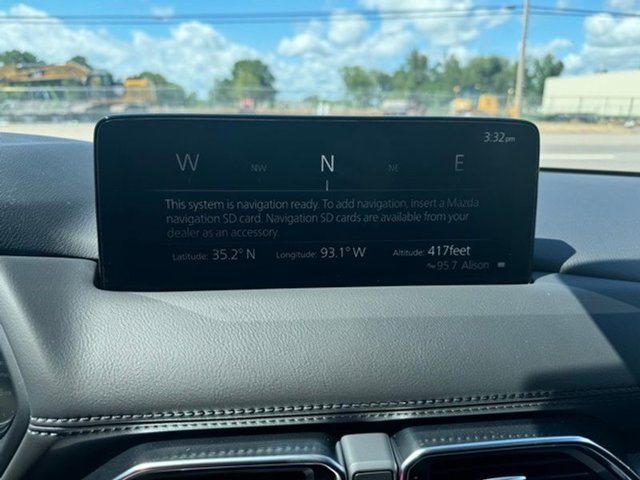 3:32pm
W NW N NE E
This system is navigation ready. To add navigation, insert a Mazda
navigation SD card. Navigation SD cards are available from your
dealer as an accessory.
Latitude: 35.2° N Longitude: 93.1° W Altitude: 417feet
95.7 Alison